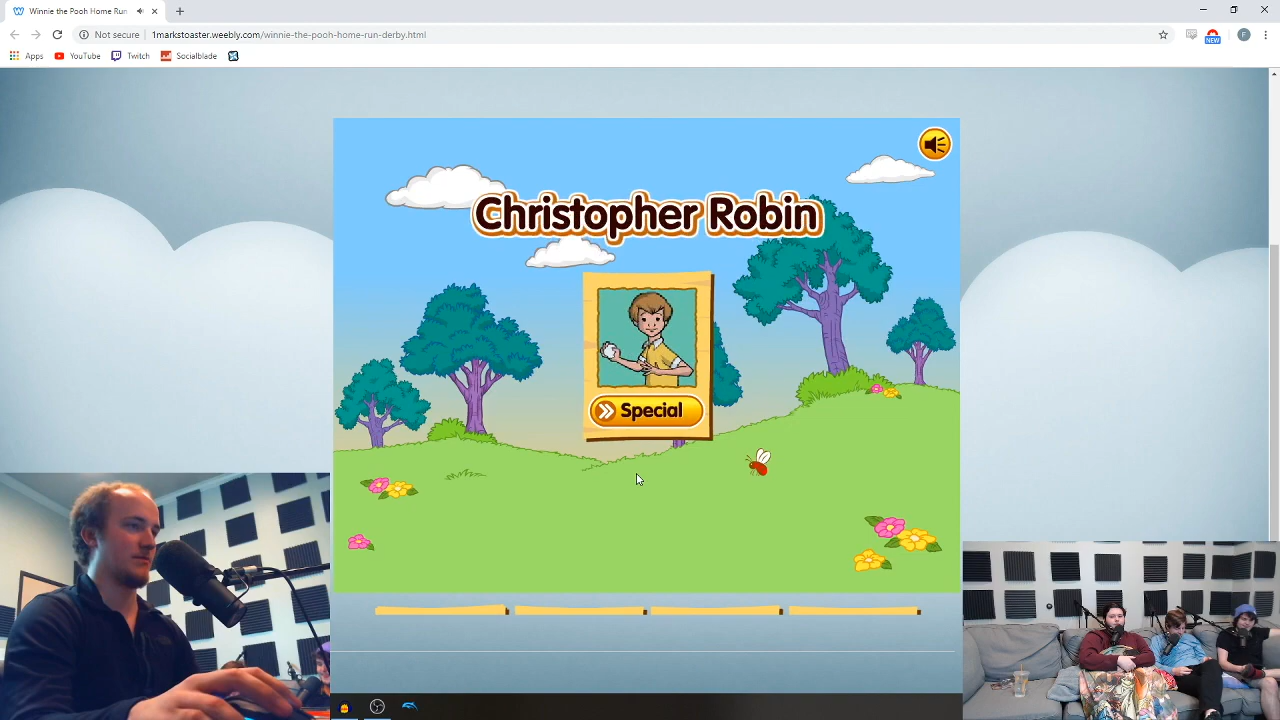 Winnie the Pooh Home Run
Not secure | 1markstoaster.weebly.com/winnie-the-pooh-home-run-derby.html
NEW
F
Apps YouTube Twitch Socialblade
Christopher Robin
Special